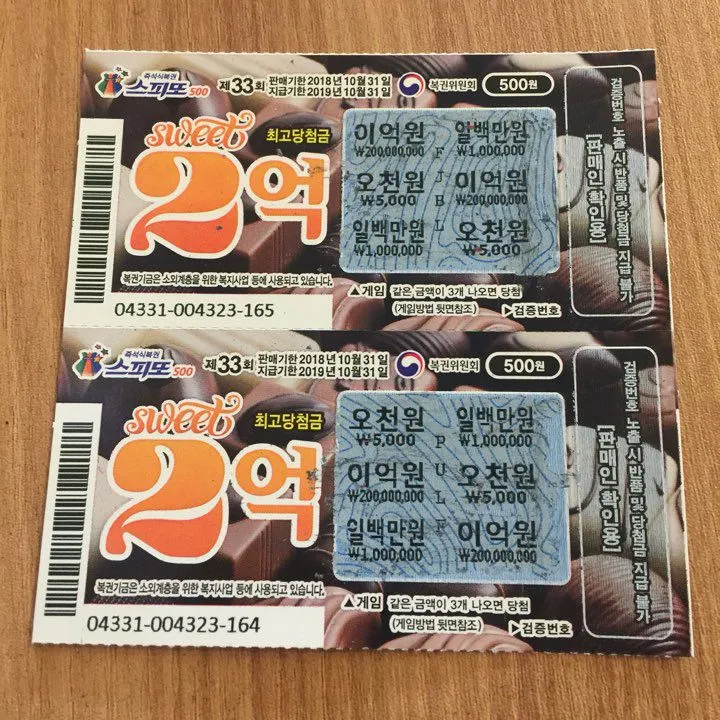 즉석식복권
스피또 500
제33회 판매기한 2018년 10월 31일
지급기한 2019년 10월 31일
복권위원회
500원
sweet
최고당첨금
2억
이억원 일백만원
₩200,000,000 ₩1,000,000
오천원 이억원
₩5,000 ₩200,000,000
일백만원 오천원
₩1,000,000 ₩5,000
F J B L
복권기금은 소외계층을 위한 복지사업 등에 사용되고 있습니다.
04331-004323-165
▲게임 같은 금액이 3개 나오면 당첨
(게임방법 뒷면참조)
▶검증번호
검증번호 노출 시 반품 및 당첨금 지급 불가
[판매인 확인용]
즉석식복권
스피또 500
제33회 판매기한 2018년 10월 31일
지급기한 2019년 10월 31일
복권위원회
500원
sweet
최고당첨금
2억
오천원 일백만원
₩5,000 ₩1,000,000
이억원 오천원
₩200,000,000 ₩5,000
일백만원 이억원
₩1,000,000 ₩200,000,000
P U L F
복권기금은 소외계층을 위한 복지사업 등에 사용되고 있습니다.
04331-004323-164
▲게임 같은 금액이 3개 나오면 당첨
(게임방법 뒷면참조)
▶검증번호
검증번호 노출 시 반품 및 당첨금 지급 불가
[판매인 확인용]